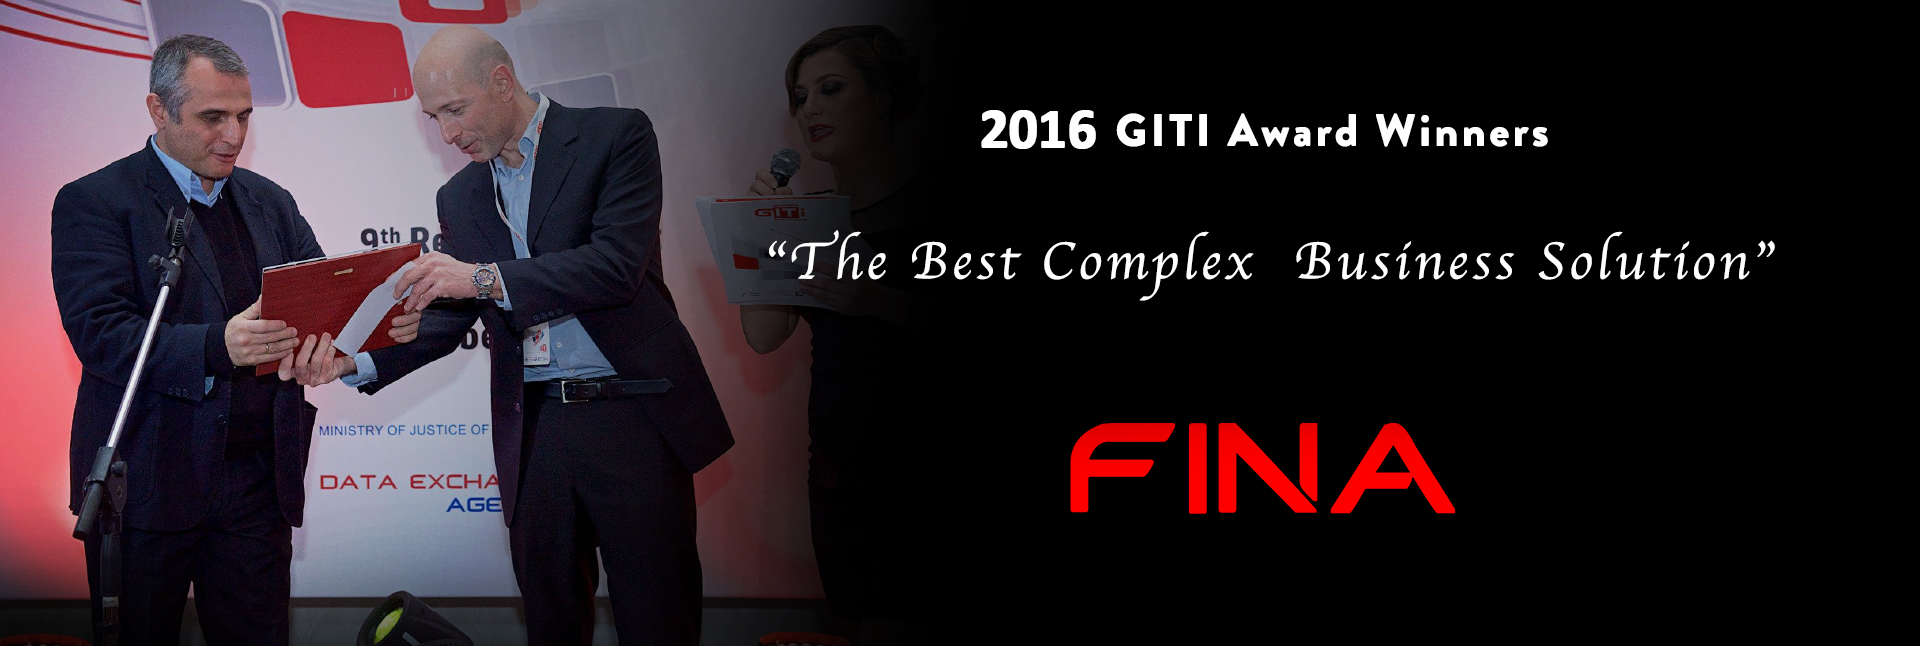 2016 GITI Award Winners
“The Best Complex Business Solution”
FINA
GITi
9th Re
be
MINISTRY OF JUSTICE OF
DATA EXCHA
AGE